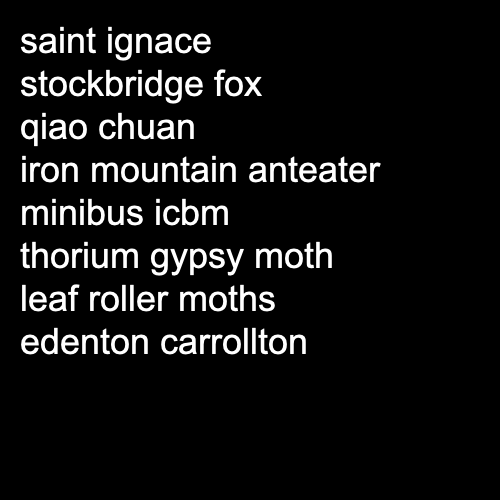 saint ignace
stockbridge fox
qiao chuan
iron mountain anteater
minibus icbm
thorium gypsy moth
leaf roller moths
edenton carrollton